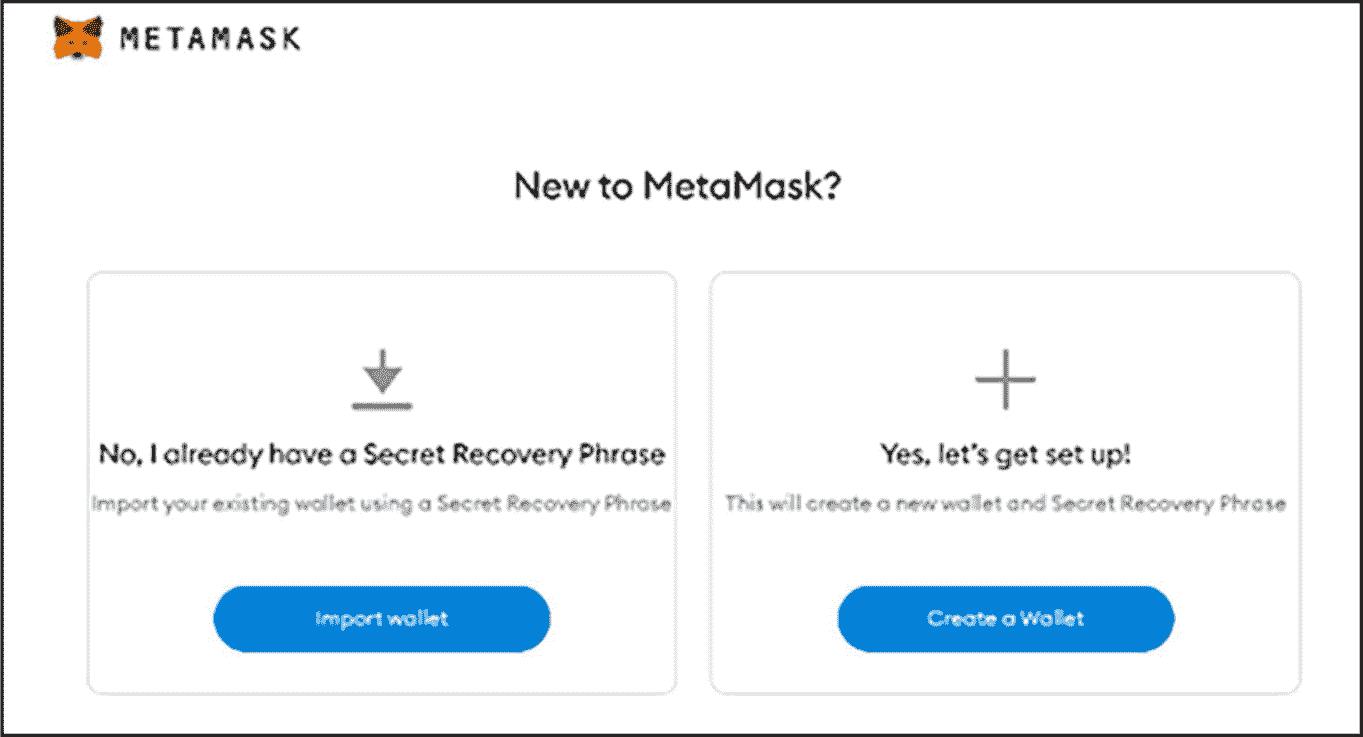 METAMASK
New to MetaMask?
No, I already have a Secret Recovery Phrase
Import your existing wallet using a Secret Recovery Phrase
Import wallet
Yes, let's get set up!
This will create a new wallet and Secret Recovery Phrase
Create a Wallet